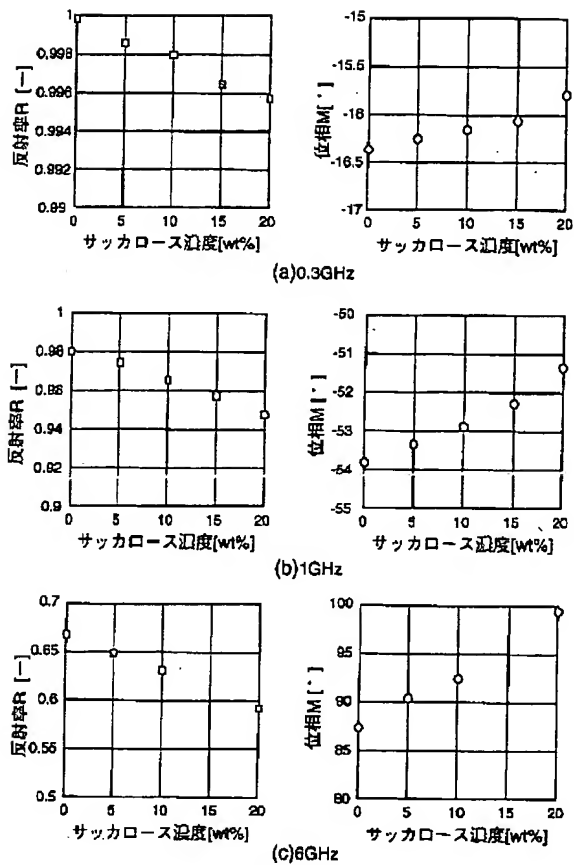 1
0.998
0.996
0.994
0.992
0.89
反射率R [—]
0 5 10 15 20
サッカロース濃度[wt%]
-15
-15.5
-18
-16.5
-17
位相M [°]
0 5 10 15 20
サッカロース濃度[wt%]
(a)0.3GHz
1
0.98
0.86
0.94
0.82
0.9
反射率R [—]
0 5 10 15 20
サッカロース濃度[wt%]
-50
-51
-52
-53
-54
-55
位相M [°]
0 5 10 15 20
サッカロース濃度[wt%]
(b)1GHz
0.7
0.65
0.6
0.55
0.5
反射率R [—]
0 5 10 15 20
サッカロース濃度[wt%]
100
95
90
85
80
位相M [°]
0 5 10 15 20
サッカロース濃度[wt%]
(c)6GHz